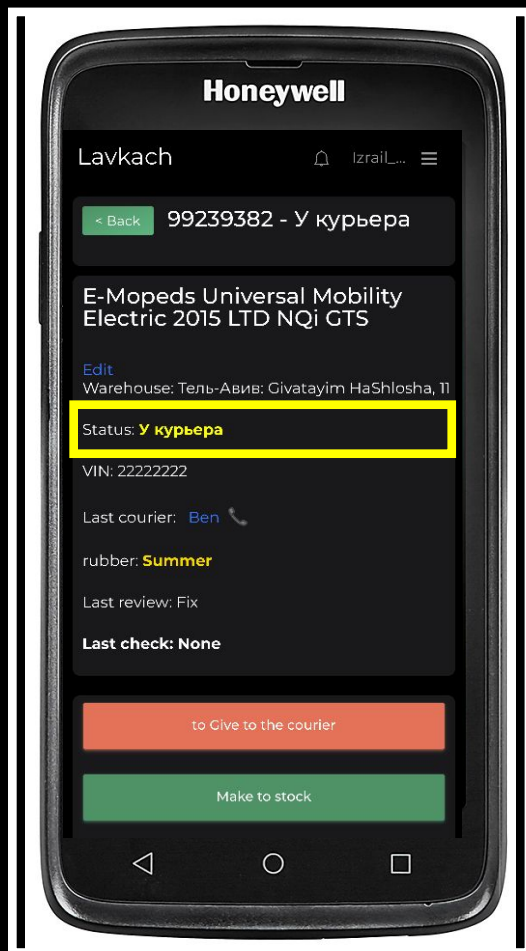 Honeywell
Lavkach
Izrail_...
< Back
99239382 - У курьера
E-Mopeds Universal Mobility
Electric 2015 LTD NQi GTS
Edit
Warehouse: Тель-Авив: Givatayim HaShlosha, 11
Status: У курьера
VIN: 22222222
Last courier: Ben
rubber: Summer
Last review: Fix
Last check: None
to Give to the courier
Make to stock